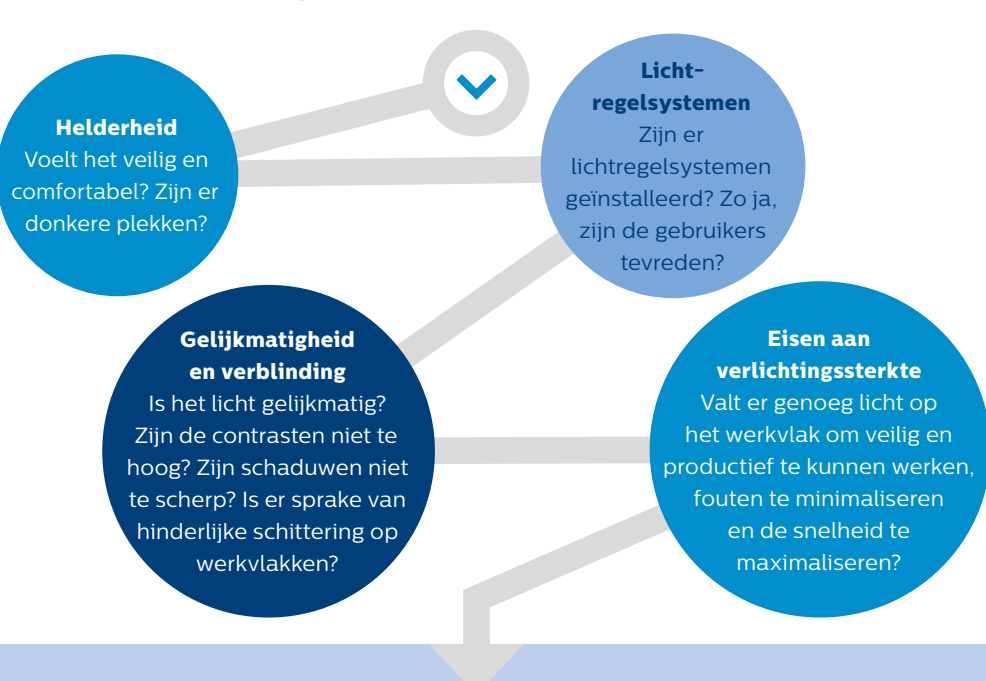 Helderheid
Voelt het veilig en
comfortabel? Zijn er
donkere plekken?
Licht-
regelsystemen
Zijn er
lichtregelsystemen
geïnstalleerd? Zo ja,
zijn de gebruikers
tevreden?
Gelijkmatigheid
en verblinding
Is het licht gelijkmatig?
Zijn de contrasten niet te
hoog? Zijn schaduwen niet
te scherp? Is er sprake van
hinderlijke schittering op
werkvlakken?
Eisen aan
verlichtingssterkte
Valt er genoeg licht op
het werkvlak om veilig en
productief te kunnen werken,
fouten te minimaliseren
en de snelheid te
maximaliseren?